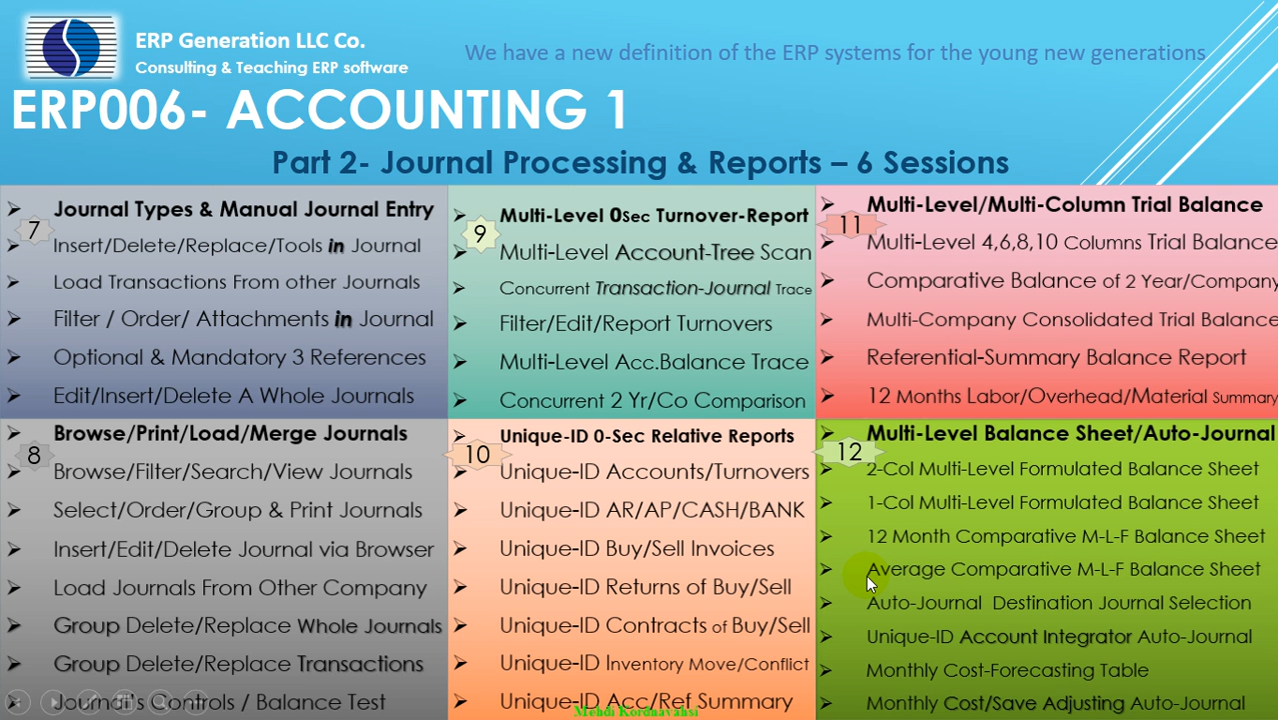 ERP Generation LLC Co.
Consulting & Teaching ERP software
We have a new definition of the ERP systems for the young new generations
ERP006- ACCOUNTING 1
Part 2- Journal Processing & Reports – 6 Sessions
7
Journal Types & Manual Journal Entry
Insert/Delete/Replace/Tools in Journal
Load Transactions From other Journals
Filter / Order/ Attachments in Journal
Optional & Mandatory 3 References
Edit/Insert/Delete A Whole Journals
8
Browse/Print/Load/Merge Journals
Browse/Filter/Search/View Journals
Select/Order/Group & Print Journals
Insert/Edit/Delete Journal via Browser
Load Journals From Other Company
Group Delete/Replace Whole Journals
Group Delete/Replace Transactions
Journal's Controls / Balance Test
9
Multi-Level 0Sec Turnover-Report
Multi-Level Account-Tree Scan
Concurrent Transaction-Journal Trace
Filter/Edit/Report Turnovers
Multi-Level Acc.Balance Trace
Concurrent 2 Yr/Co Comparison
10
Unique-ID 0-Sec Relative Reports
Unique-ID Accounts/Turnovers
Unique-ID AR/AP/CASH/BANK
Unique-ID Buy/Sell Invoices
Unique-ID Returns of Buy/Sell
Unique-ID Contracts of Buy/Sell
Unique-ID Inventory Move/Conflict
Unique-ID Acc/Ref Summary
11
Multi-Level/Multi-Column Trial Balance
Multi-Level 4,6,8,10 Columns Trial Balance
Comparative Balance of 2 Year/Company
Multi-Company Consolidated Trial Balance
Referential-Summary Balance Report
12 Months Labor/Overhead/Material Summary
12
Multi-Level Balance Sheet/Auto-Journal
2-Col Multi-Level Formulated Balance Sheet
1-Col Multi-Level Formulated Balance Sheet
12 Month Comparative M-L-F Balance Sheet
Average Comparative M-L-F Balance Sheet
Auto-Journal Destination Journal Selection
Unique-ID Account Integrator Auto-Journal
Monthly Cost-Forecasting Table
Monthly Cost/Save Adjusting Auto-Journal
Mehdi Kordnavahsi